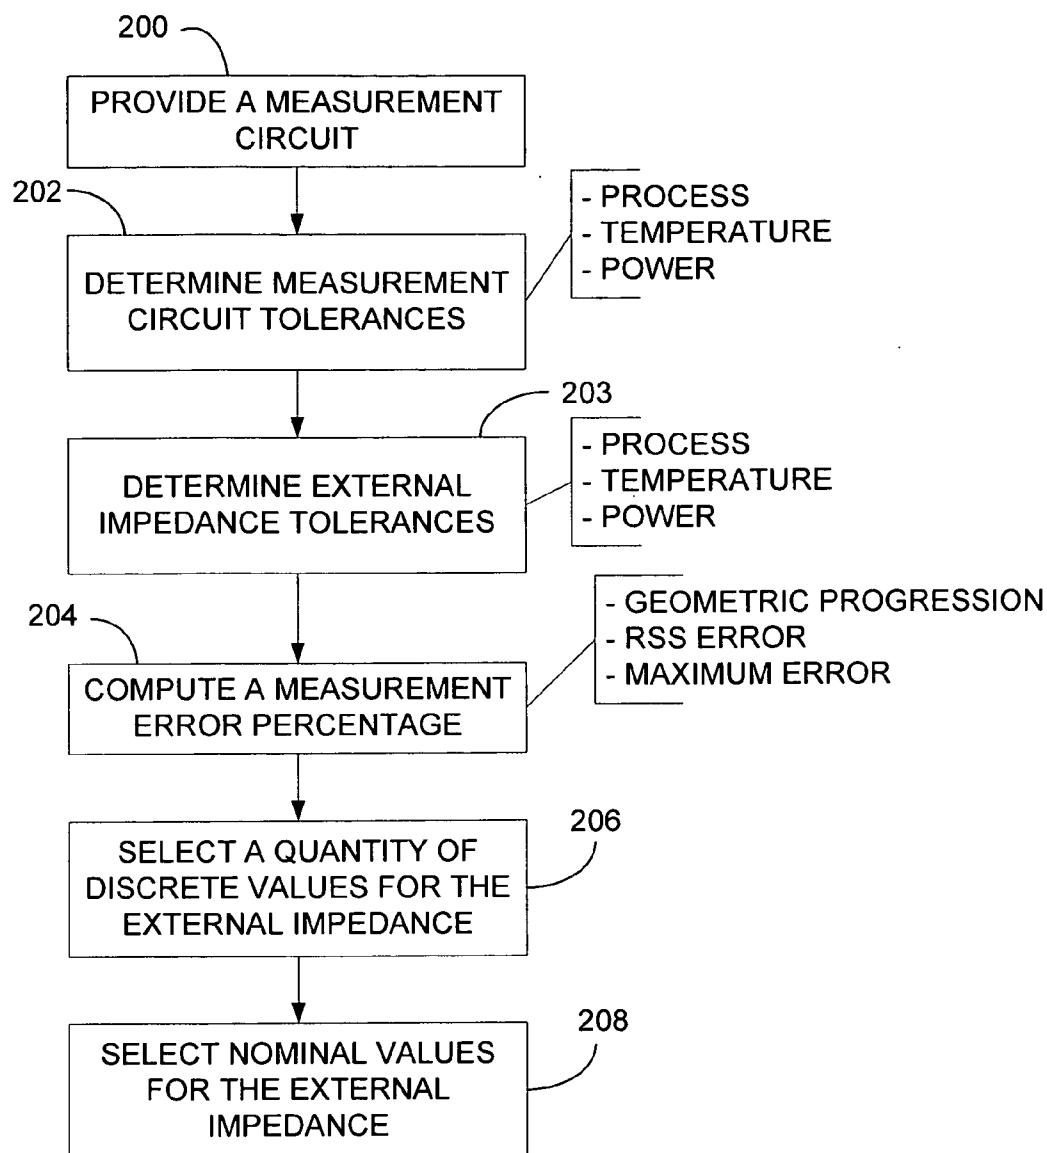 200
PROVIDE A MEASUREMENT
CIRCUIT
202
- PROCESS
- TEMPERATURE
- POWER
DETERMINE MEASUREMENT
CIRCUIT TOLERANCES
203
- PROCESS
- TEMPERATURE
- POWER
DETERMINE EXTERNAL
IMPEDANCE TOLERANCES
204
- GEOMETRIC PROGRESSION
- RSS ERROR
- MAXIMUM ERROR
COMPUTE A MEASUREMENT
ERROR PERCENTAGE
206
SELECT A QUANTITY OF
DISCRETE VALUES FOR THE
EXTERNAL IMPEDANCE
208
SELECT NOMINAL VALUES
FOR THE EXTERNAL
IMPEDANCE